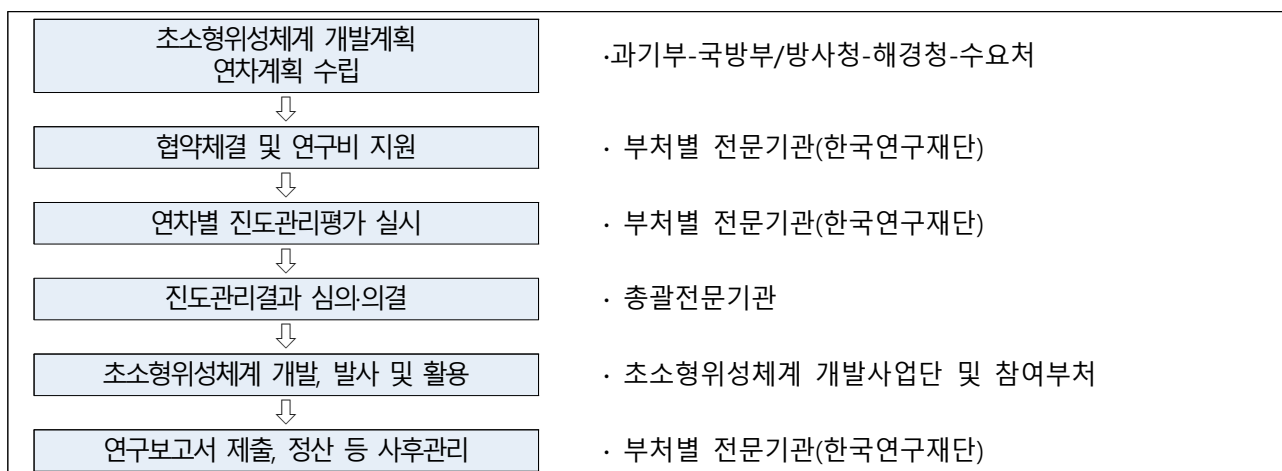 초소형위성체계 개발계획
연차계획 수립
·과기부-국방부/방사청-해경청-수요처
협약체결 및 연구비 지원
· 부처별 전문기관(한국연구재단)
연차별 진도관리평가 실시
· 부처별 전문기관(한국연구재단)
진도관리결과 심의·의결
· 총괄전문기관
초소형위성체계 개발, 발사 및 활용
· 초소형위성체계 개발사업단 및 참여부처
연구보고서 제출, 정산 등 사후관리
· 부처별 전문기관(한국연구재단)